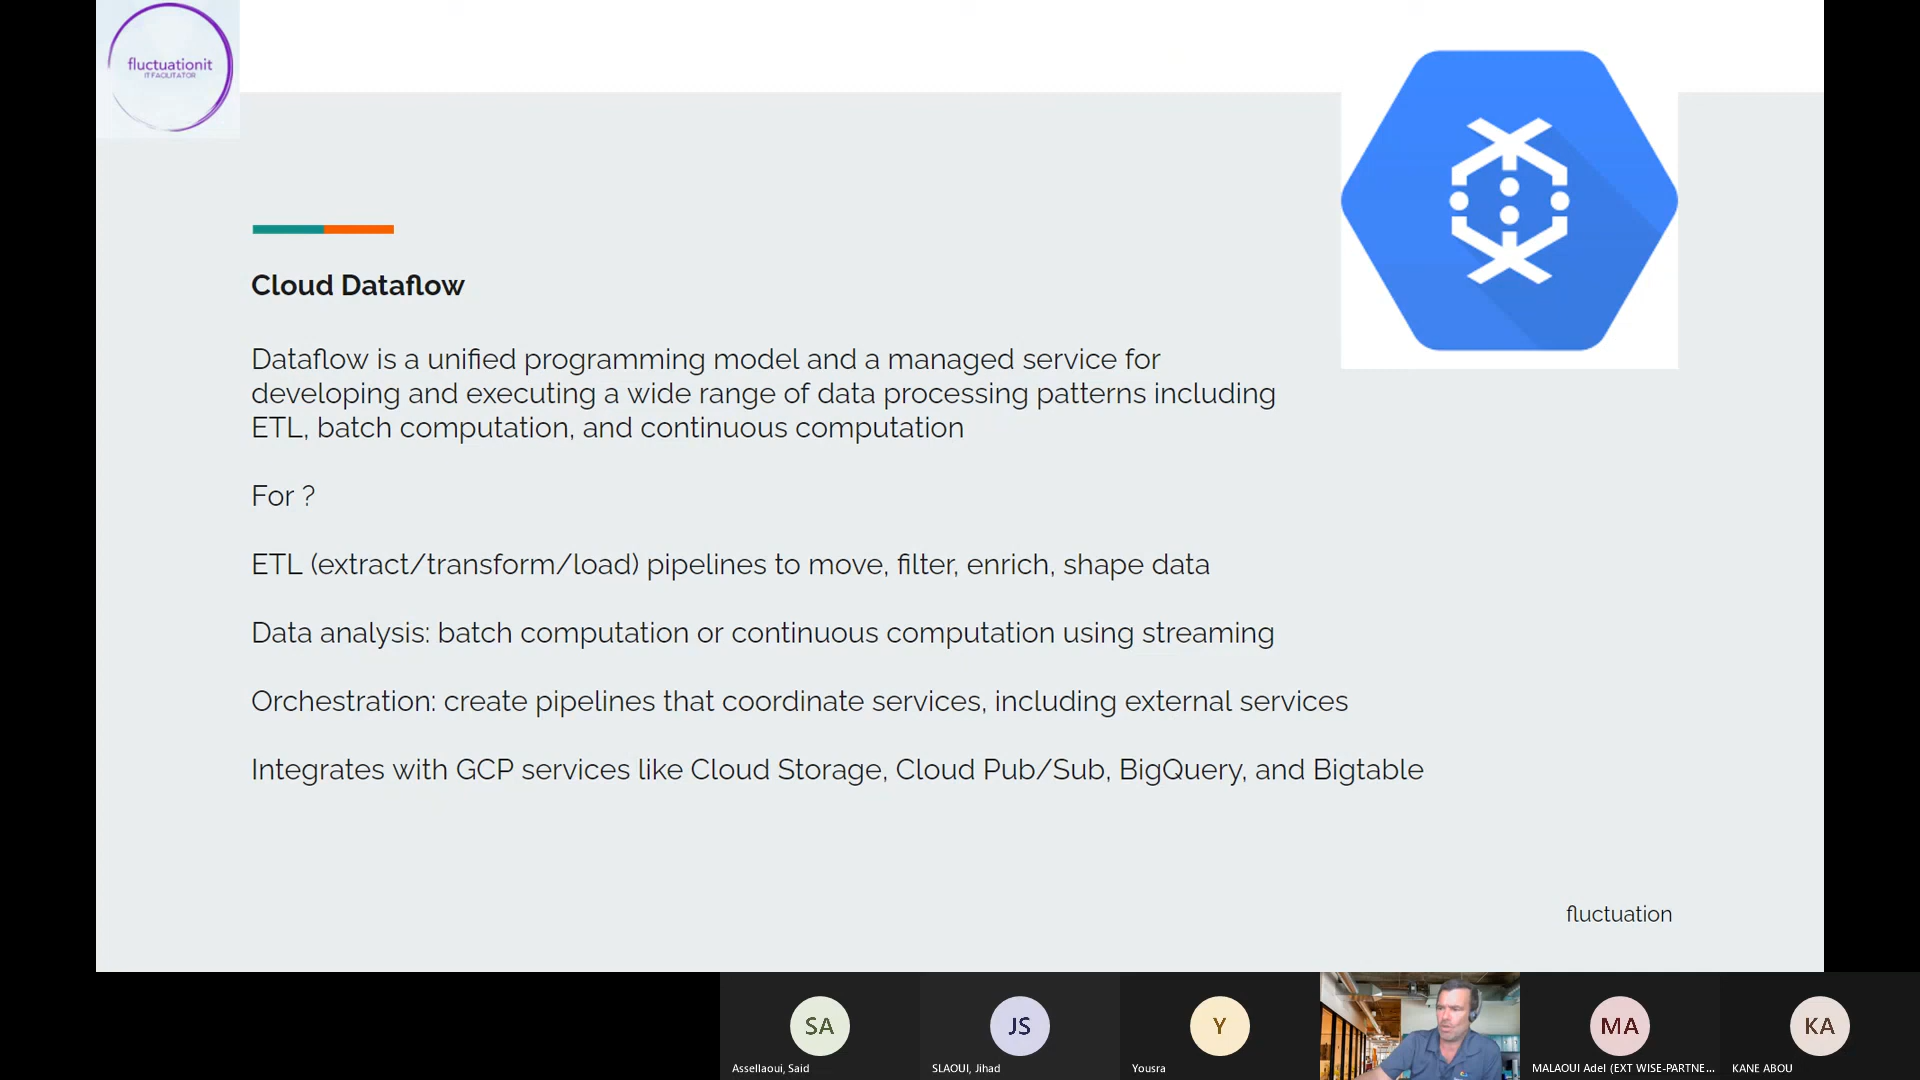 fluctuationit
IT FACILITATOR
Cloud Dataflow
Dataflow is a unified programming model and a managed service for
developing and executing a wide range of data processing patterns including
ETL, batch computation, and continuous computation
For ?
ETL (extract/transform/load) pipelines to move, filter, enrich, shape data
Data analysis: batch computation or continuous computation using streaming
Orchestration: create pipelines that coordinate services, including external services
Integrates with GCP services like Cloud Storage, Cloud Pub/Sub, BigQuery, and Bigtable
fluctuation
SA
JS
Y
MA
KA
Assellaoui, Said
SLAOUI, Jihad
Yousra
MALAOUI Adel (EXT WISE-PARTNE...
KANE ABOU